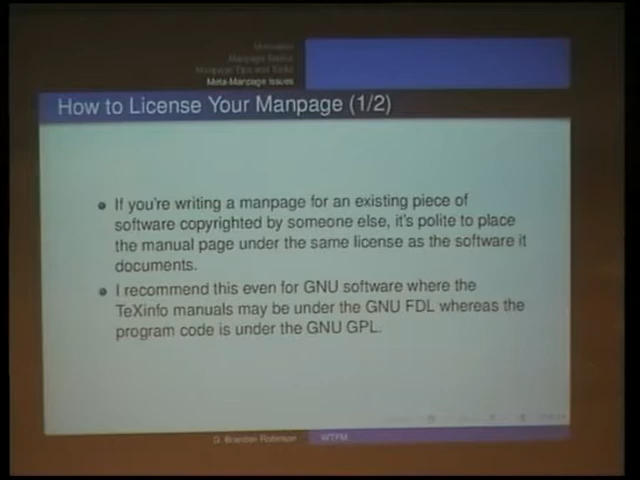 Motivation
Manpage Basics
Manpage Tips and Tricks
Meta-Manpage Issues
How to License Your Manpage (1/2)
If you're writing a manpage for an existing piece of
software copyrighted by someone else, it's polite to place
the manual page under the same license as the software it
documents.
I recommend this even for GNU software where the
TeXinfo manuals may be under the GNU FDL whereas the
program code is under the GNU GPL.
G. Branden Robinson WTFM